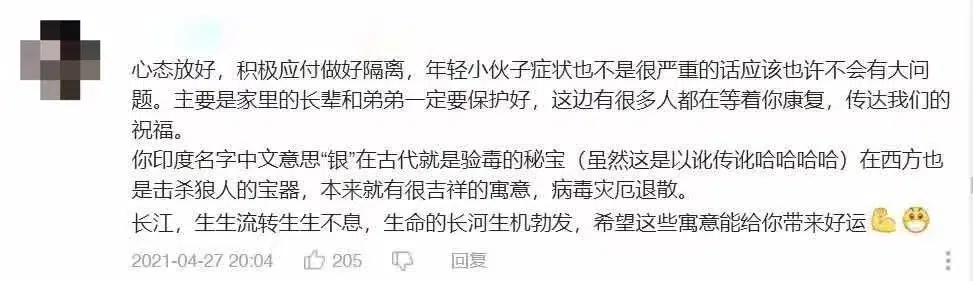 心态放好，积极应付做好隔离，年轻小伙子症状也不是很严重的话应该也许不会有大问
题。主要是家里的长辈和弟弟一定要保护好，这边有很多人都在等着你康复，传达我们的
祝福。
你印度名字中文意思“银”在古代就是验毒的秘宝（虽然这是以讹传讹哈哈哈哈）在西方也
是击杀狼人的宝器，本来就有很吉祥的寓意，病毒灾厄退散。
长江，生生流转生生不息，生命的长河生机勃发，希望这些寓意能给你带来好运
2021-04-27 20:04 205 回复